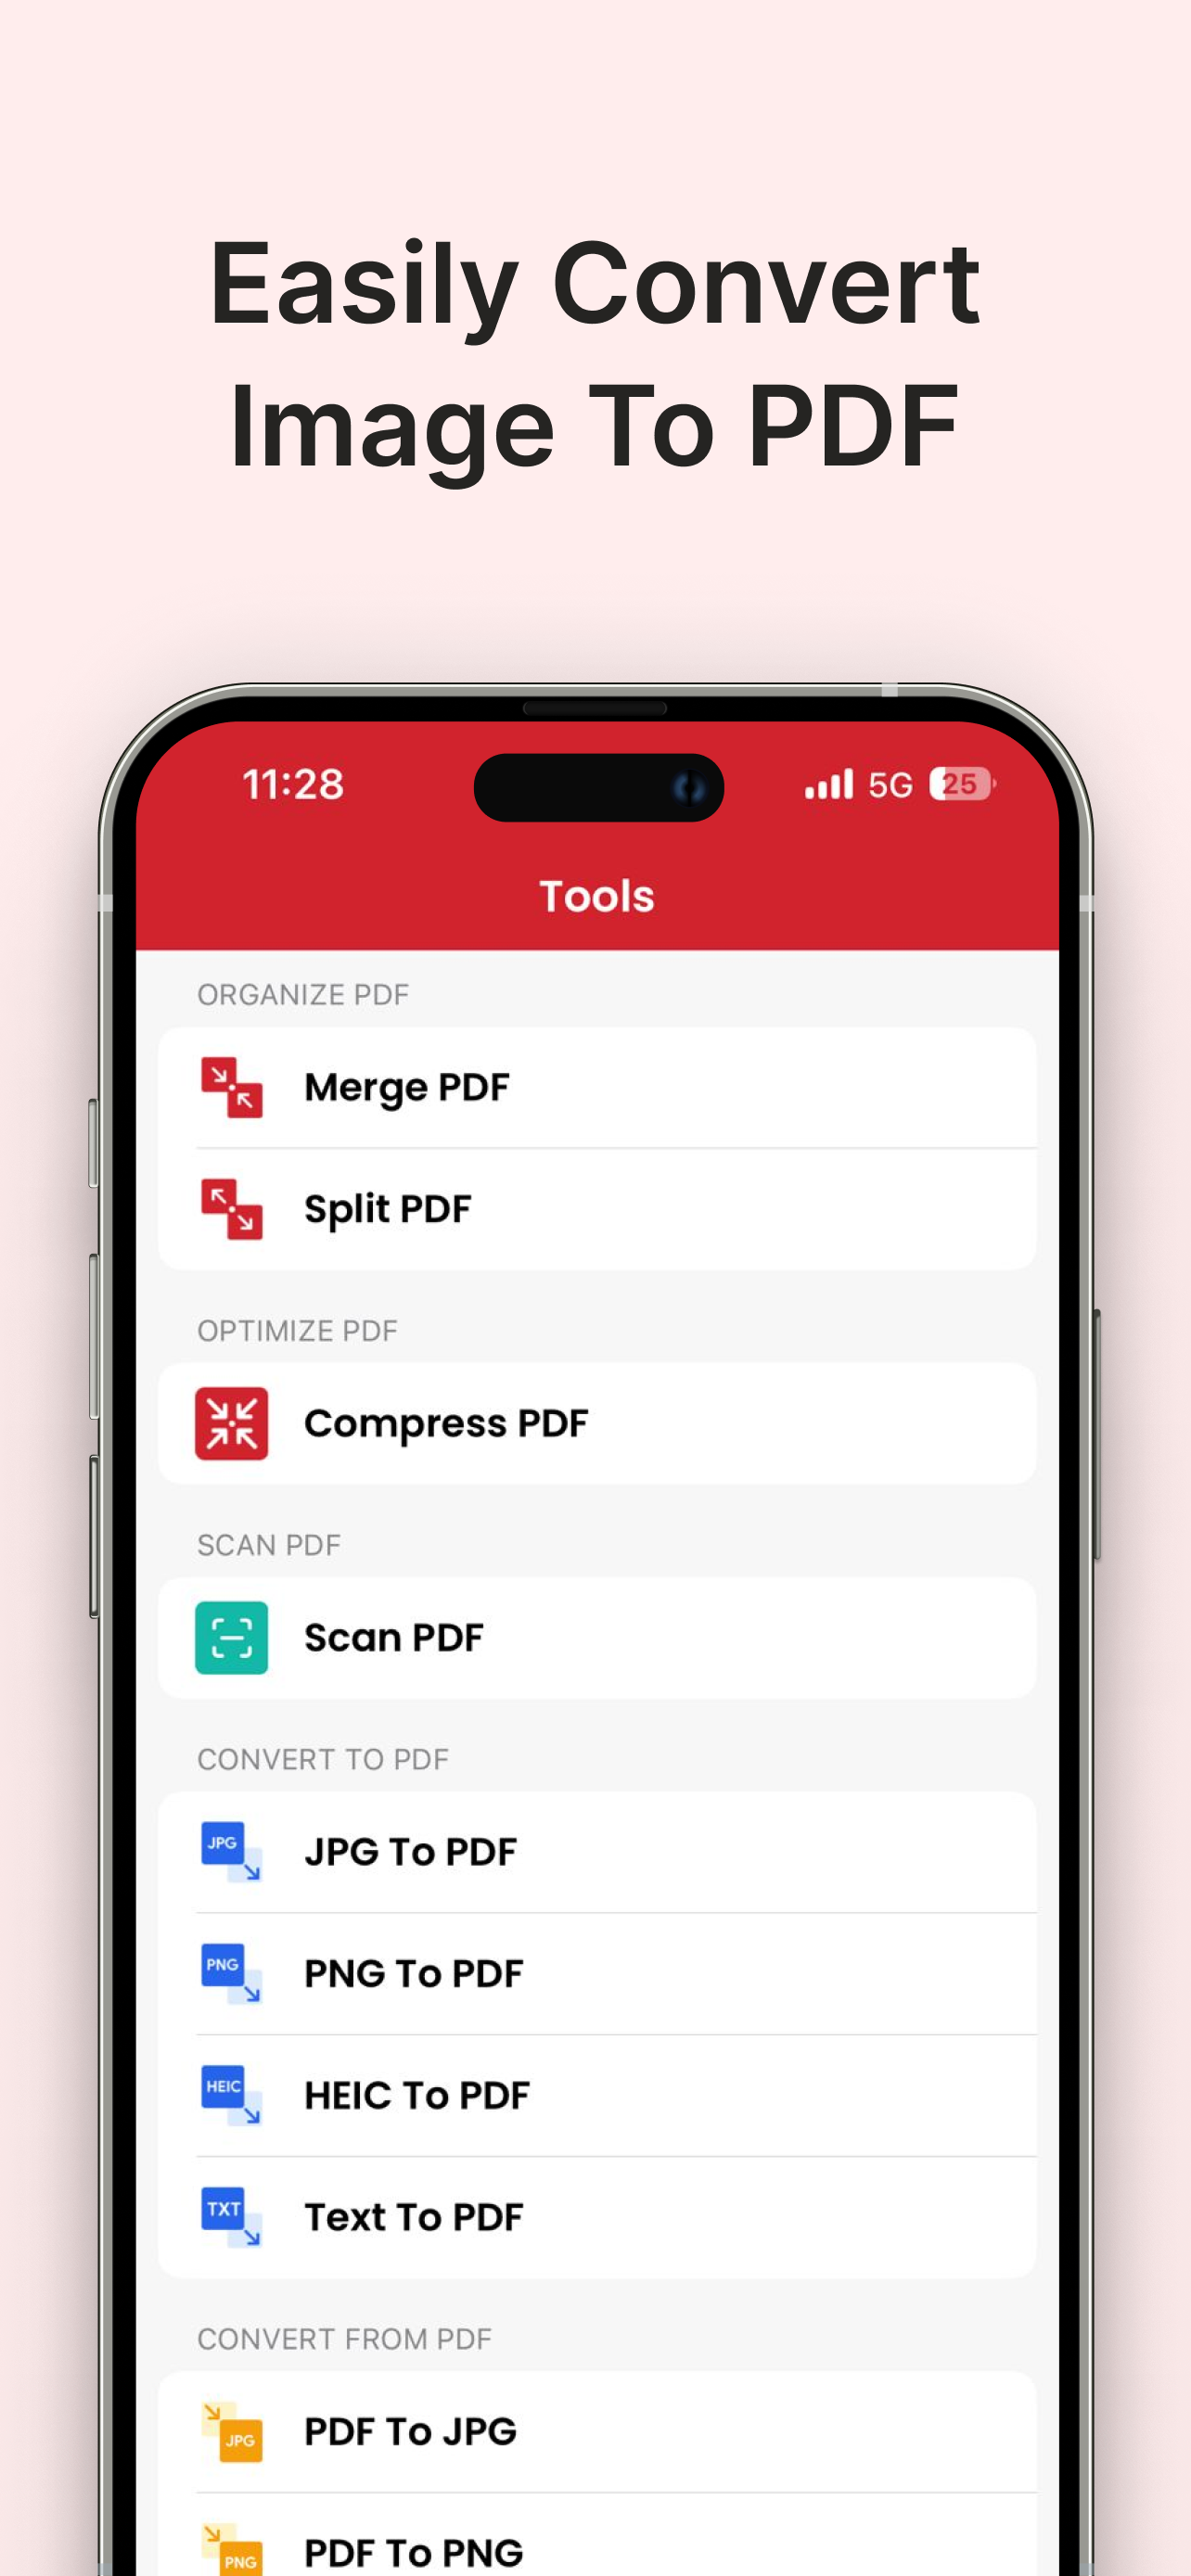 Easily Convert
Image To PDF
11:28 5G 25
Tools
ORGANIZE PDF
Merge PDF
Split PDF
OPTIMIZE PDF
Compress PDF
SCAN PDF
Scan PDF
CONVERT TO PDF
JPG JPG To PDF
PNG PNG To PDF
HEIC HEIC To PDF
TXT Text To PDF
CONVERT FROM PDF
JPG PDF To JPG
PNG PDF To PNG